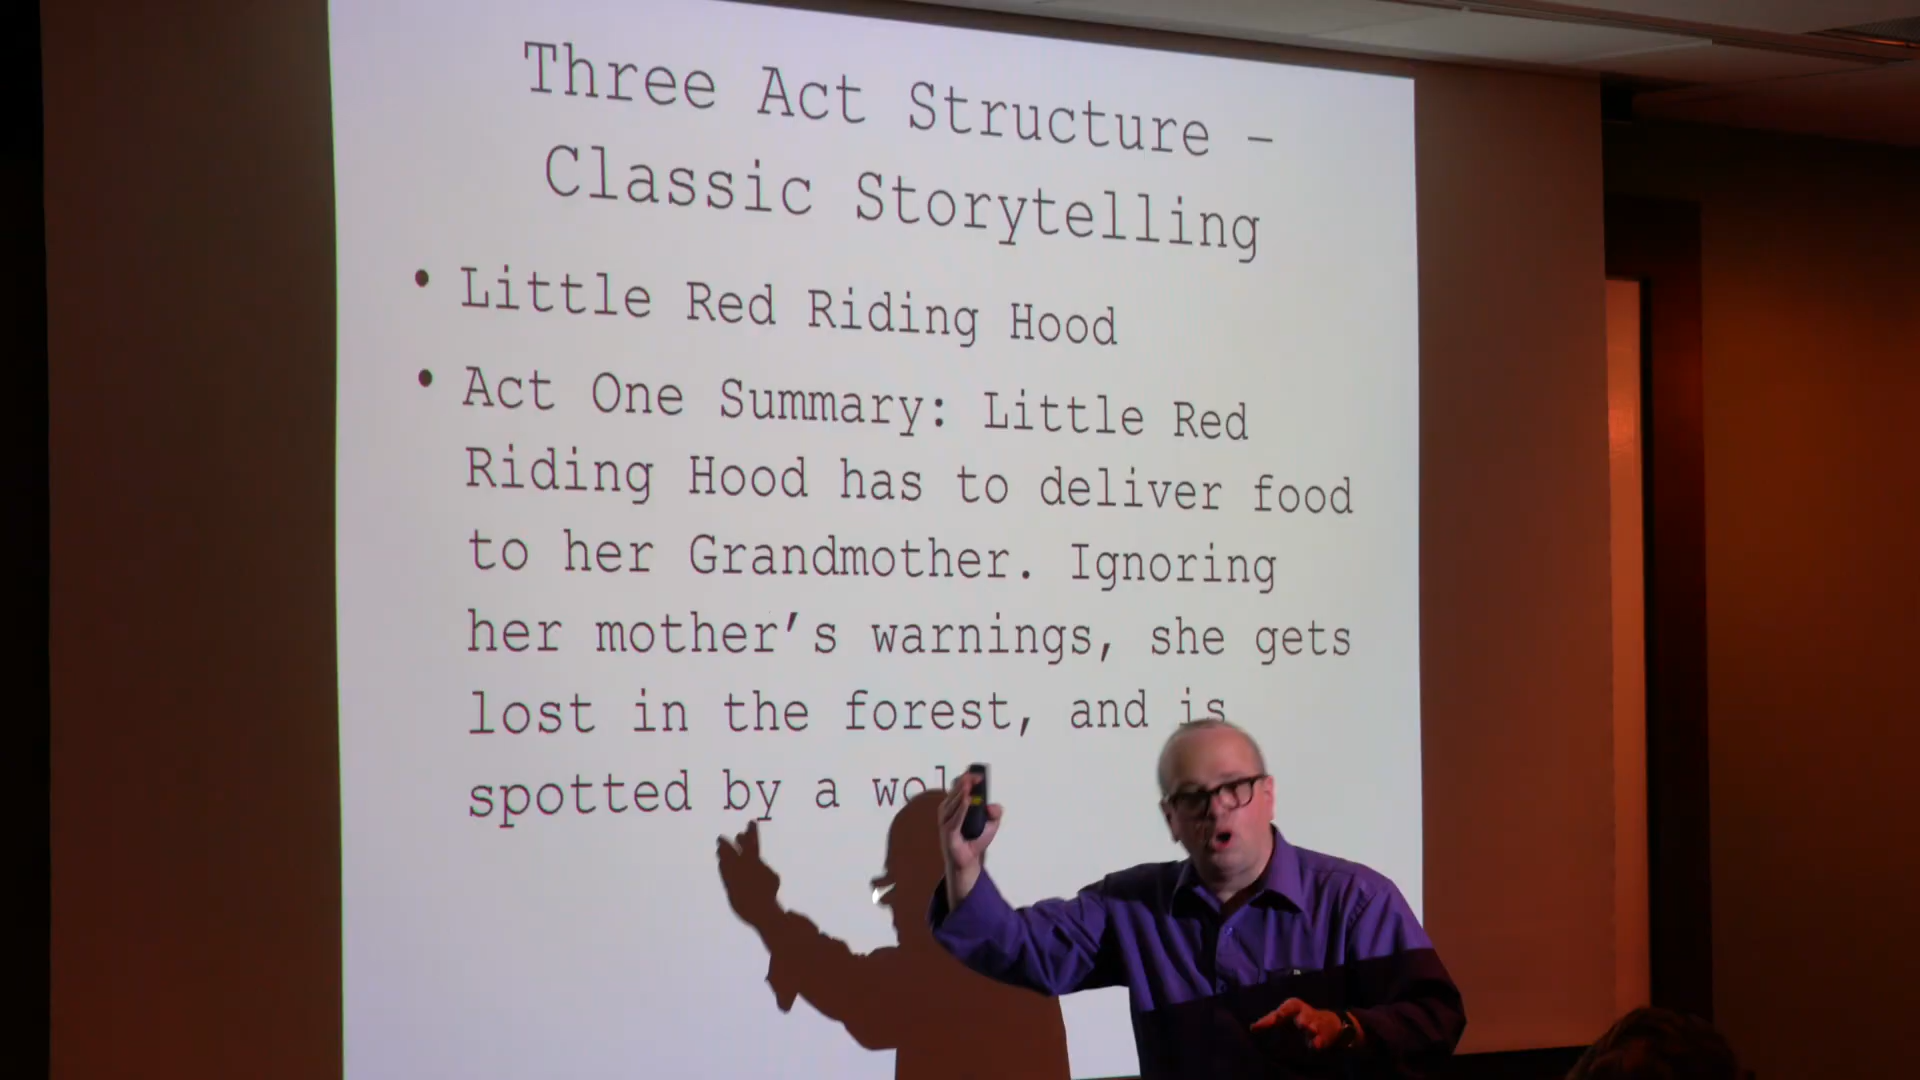 Three Act Structure –
Classic Storytelling
• Little Red Riding Hood
• Act One Summary: Little Red
Riding Hood has to deliver food
to her Grandmother. Ignoring
her mother's warnings, she gets
lost in the forest, and is
spotted by a